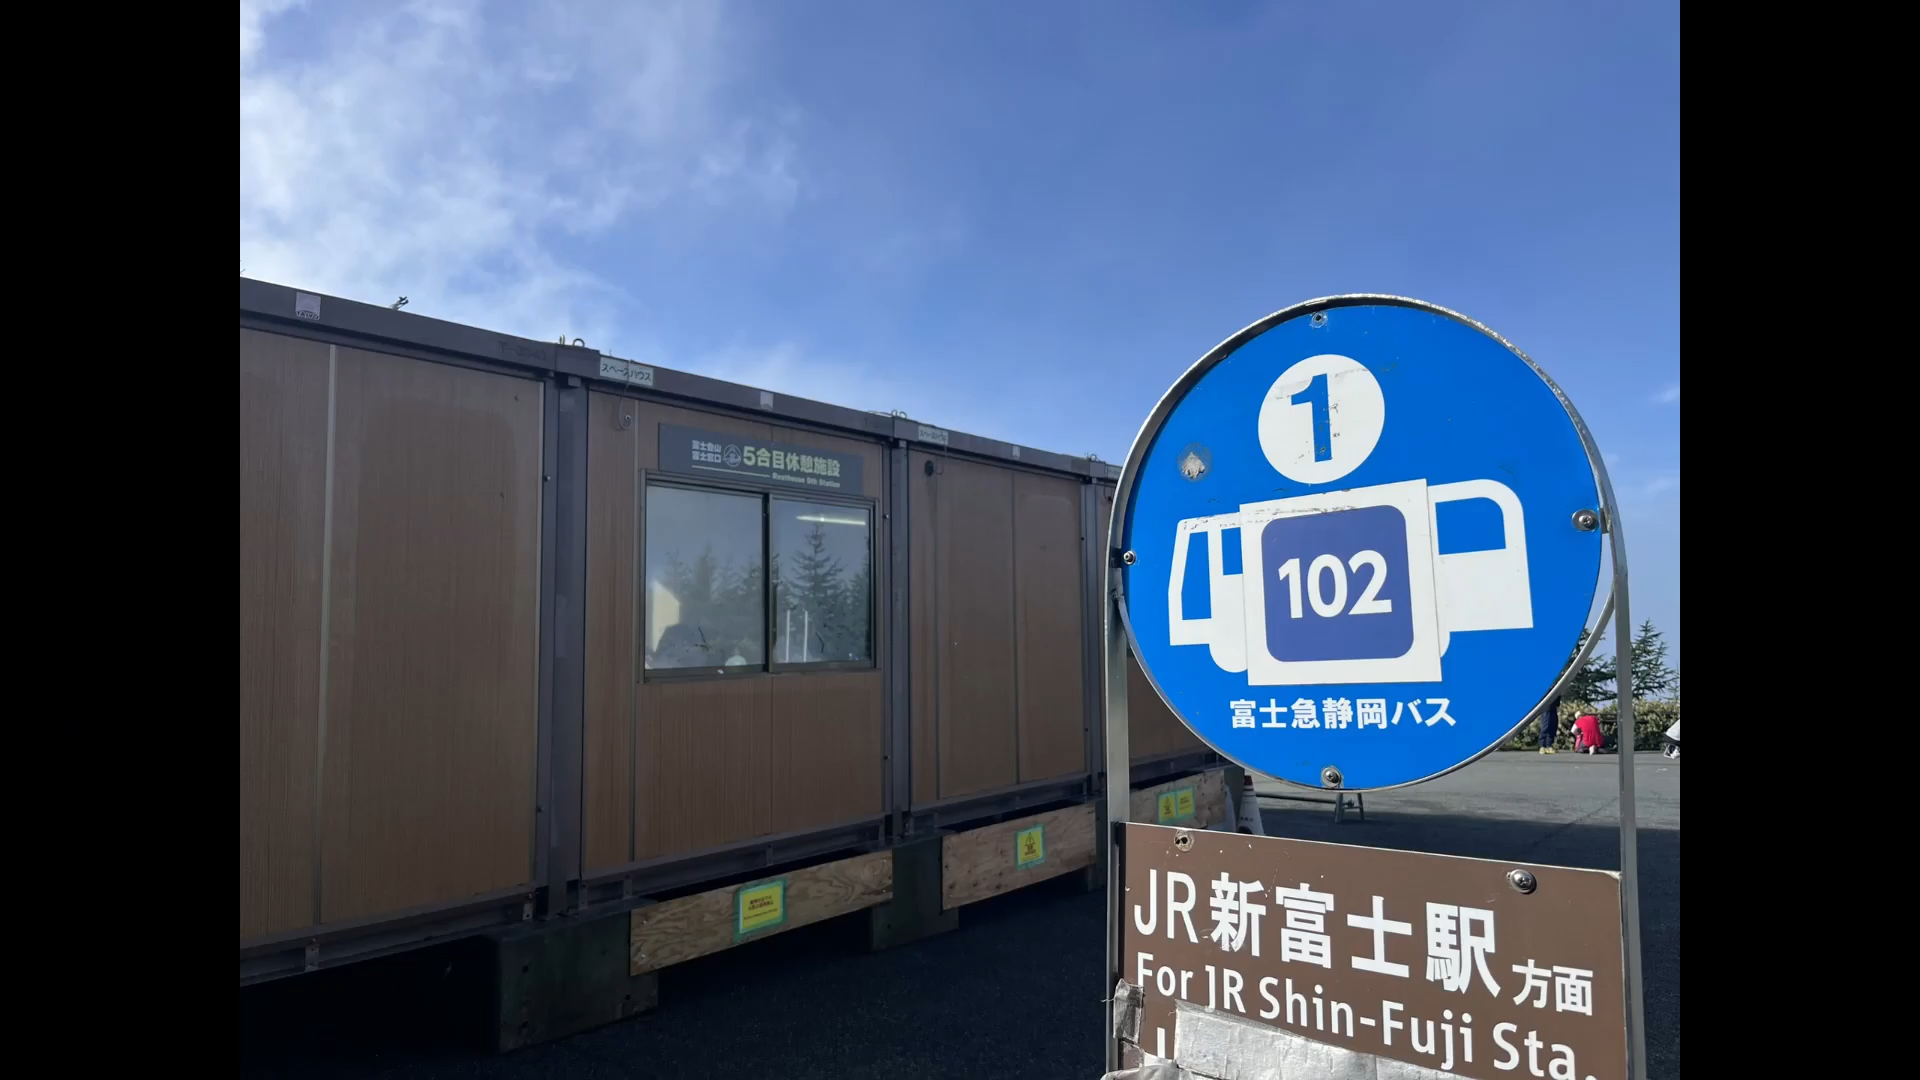 スペースハウス
富士登山
富士宮口
5合目休憩施設
Resthouse 5th Station
1
102
富士急静岡バス
JR新富士駅方面
For JR Shin-Fuji Sta.